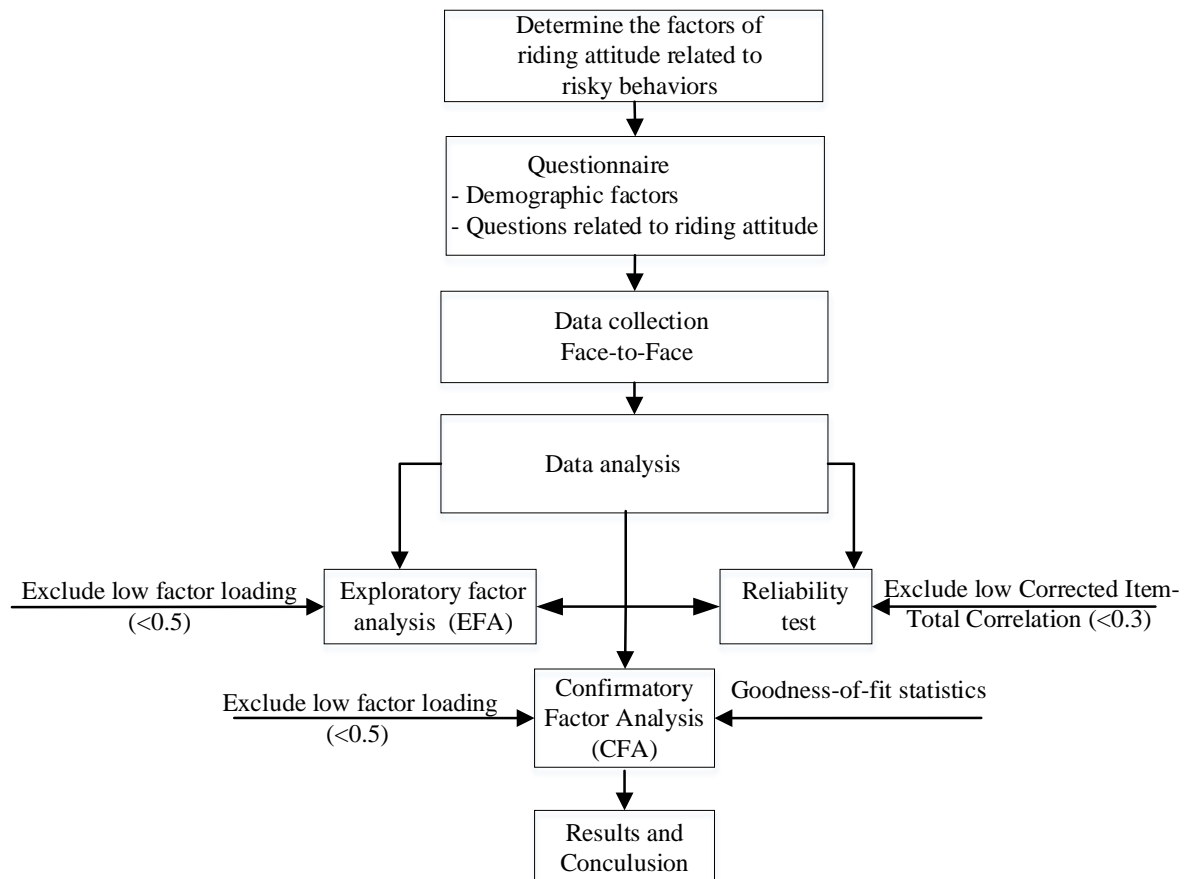 Determine the factors of
riding attitude related to
risky behaviors
Questionnaire
- Demographic factors
- Questions related to riding attitude
Data collection
Face-to-Face
Data analysis
Exclude low factor loading
(<0.5)
Exploratory factor
analysis (EFA)
Reliability
test
Exclude low Corrected Item-
Total Correlation (<0.3)
Exclude low factor loading
(<0.5)
Confirmatory
Factor Analysis
(CFA)
Goodness-of-fit statistics
Results and
Conculusion